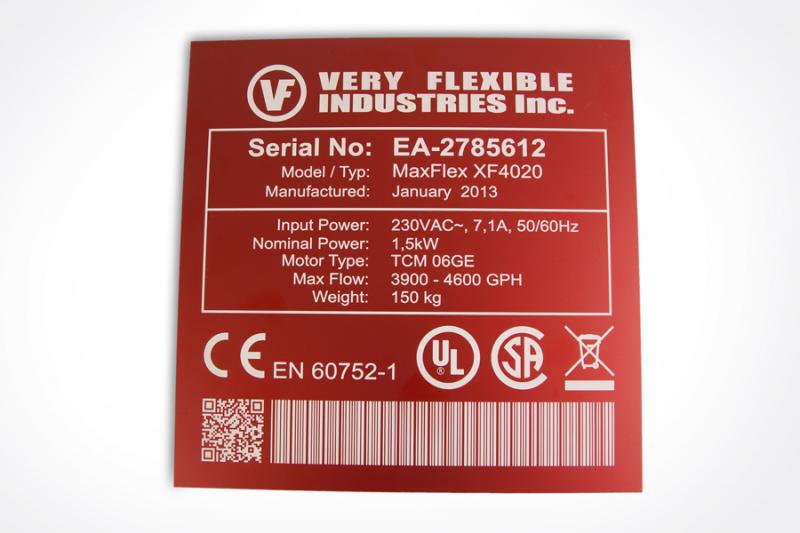 VF VERY FLEXIBLE
INDUSTRIES Inc.
Serial No: EA-2785612
Model / Typ: MaxFlex XF4020
Manufactured: January 2013
Input Power: 230VAC~, 7,1A, 50/60Hz
Nominal Power: 1,5kW
Motor Type: TCM 06GE
Max Flow: 3900 - 4600 GPH
Weight: 150 kg
CE EN 60752-1 UL ® SA